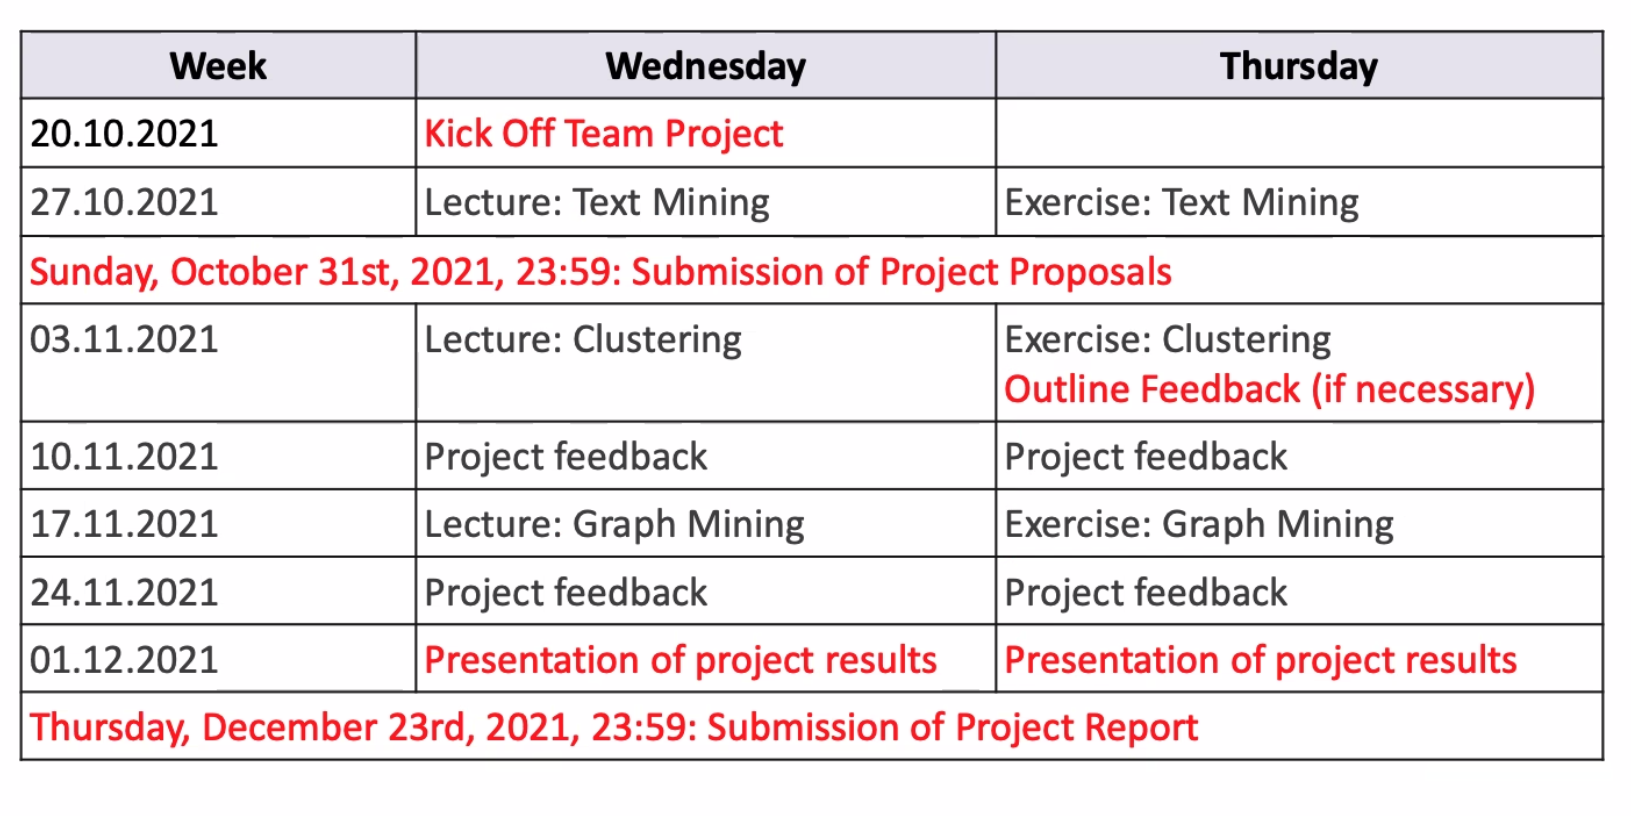 Week Wednesday Thursday
20.10.2021 Kick Off Team Project
27.10.2021 Lecture: Text Mining Exercise: Text Mining
Sunday, October 31st, 2021, 23:59: Submission of Project Proposals
03.11.2021 Lecture: Clustering Exercise: Clustering
Outline Feedback (if necessary)
10.11.2021 Project feedback Project feedback
17.11.2021 Lecture: Graph Mining Exercise: Graph Mining
24.11.2021 Project feedback Project feedback
01.12.2021 Presentation of project results Presentation of project results
Thursday, December 23rd, 2021, 23:59: Submission of Project Report